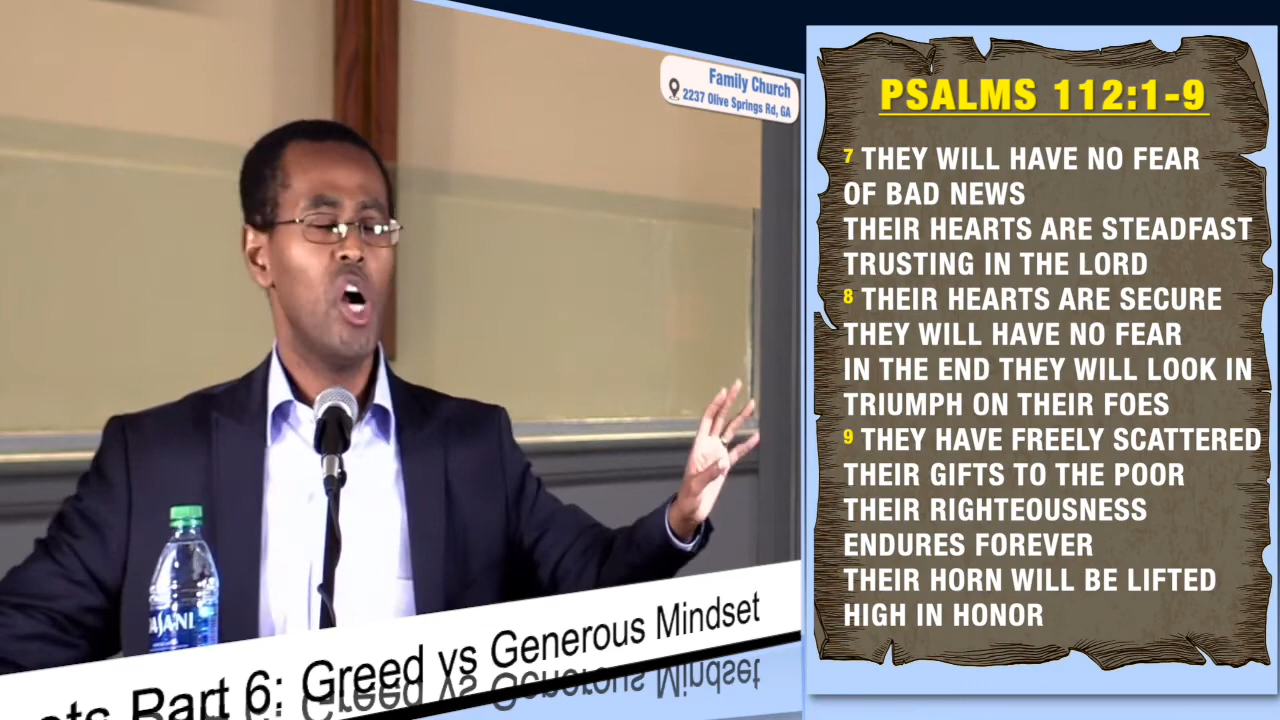 Family Church
2237 Olive Springs Rd, GA
PSALMS 112:1-9
7 THEY WILL HAVE NO FEAR
OF BAD NEWS
THEIR HEARTS ARE STEADFAST
TRUSTING IN THE LORD
8 THEIR HEARTS ARE SECURE
THEY WILL HAVE NO FEAR
IN THE END THEY WILL LOOK IN
TRIUMPH ON THEIR FOES
9 THEY HAVE FREELY SCATTERED
THEIR GIFTS TO THE POOR
THEIR RIGHTEOUSNESS
ENDURES FOREVER
THEIR HORN WILL BE LIFTED
HIGH IN HONOR
ASANI
Part 6: Greed vs Generous Mindset